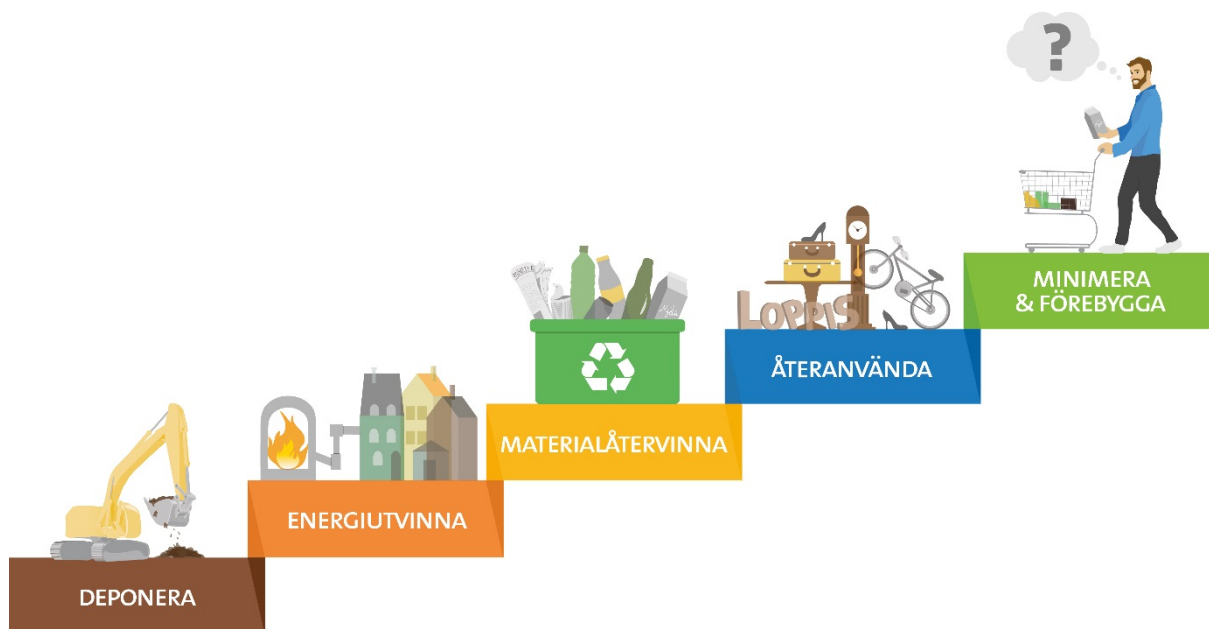 ?
MINIMERA
& FÖREBYGGA
LOPPIS
ÅTERANVÄNDA
MATERIALÅTERVINNA
ENERGIUTVINNA
DEPONERA